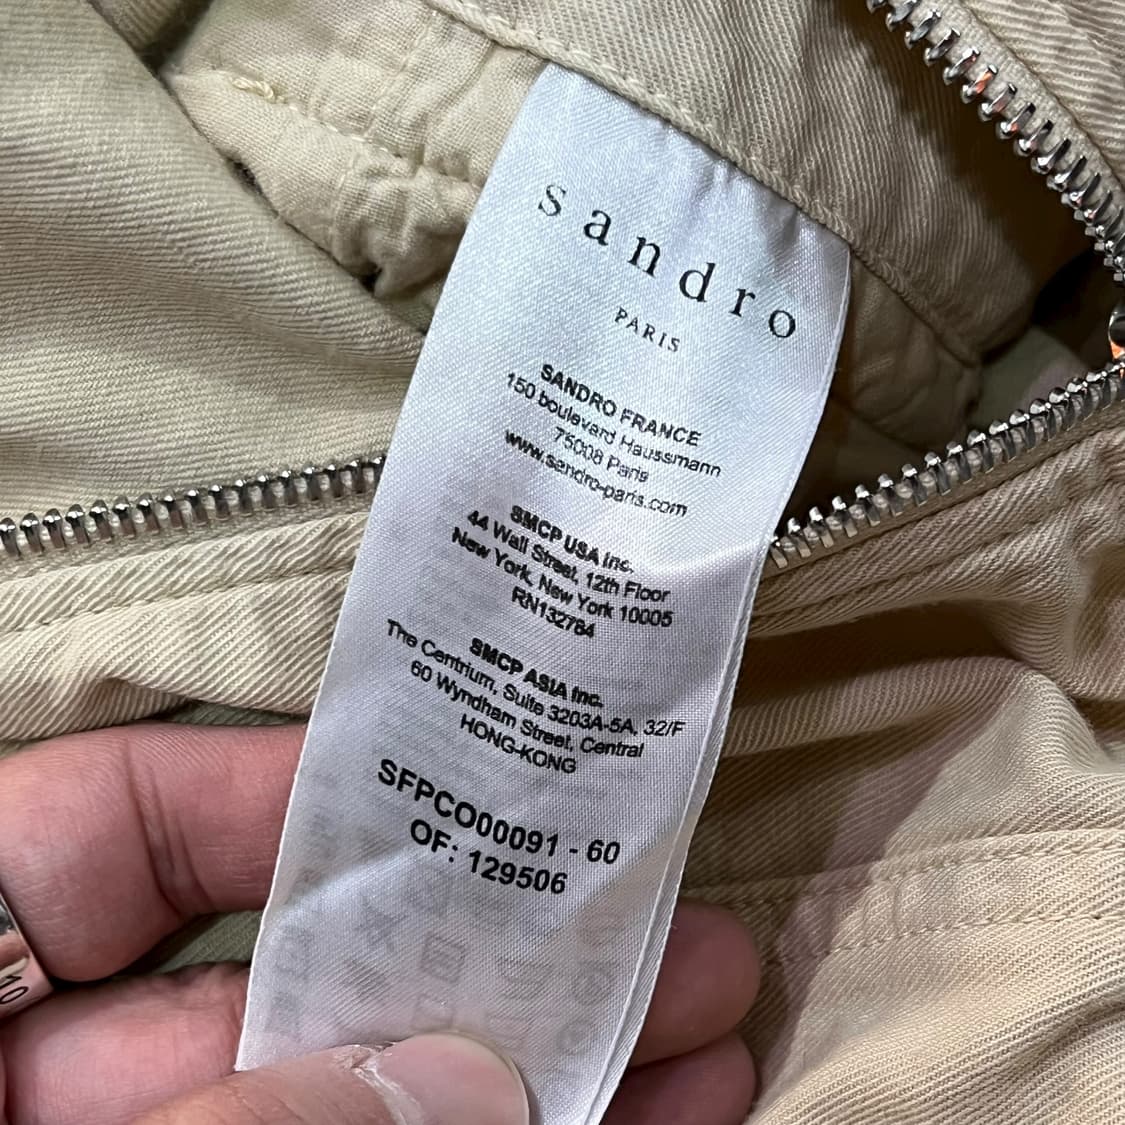 sandro
PARIS
SANDRO FRANCE
150 boulevard Haussmann
75008 Paris
www.sandro-paris.com
SMCP USA Inc.
44 Wall Street, 12th Floor
New York, New York 10005
RN132784
SMCP ASIA Inc.
The Centrium, Suite 3203A-5A, 32/F
60 Wyndham Street, Central
HONG-KONG
SFPCO00091 - 60
OF: 129506
10